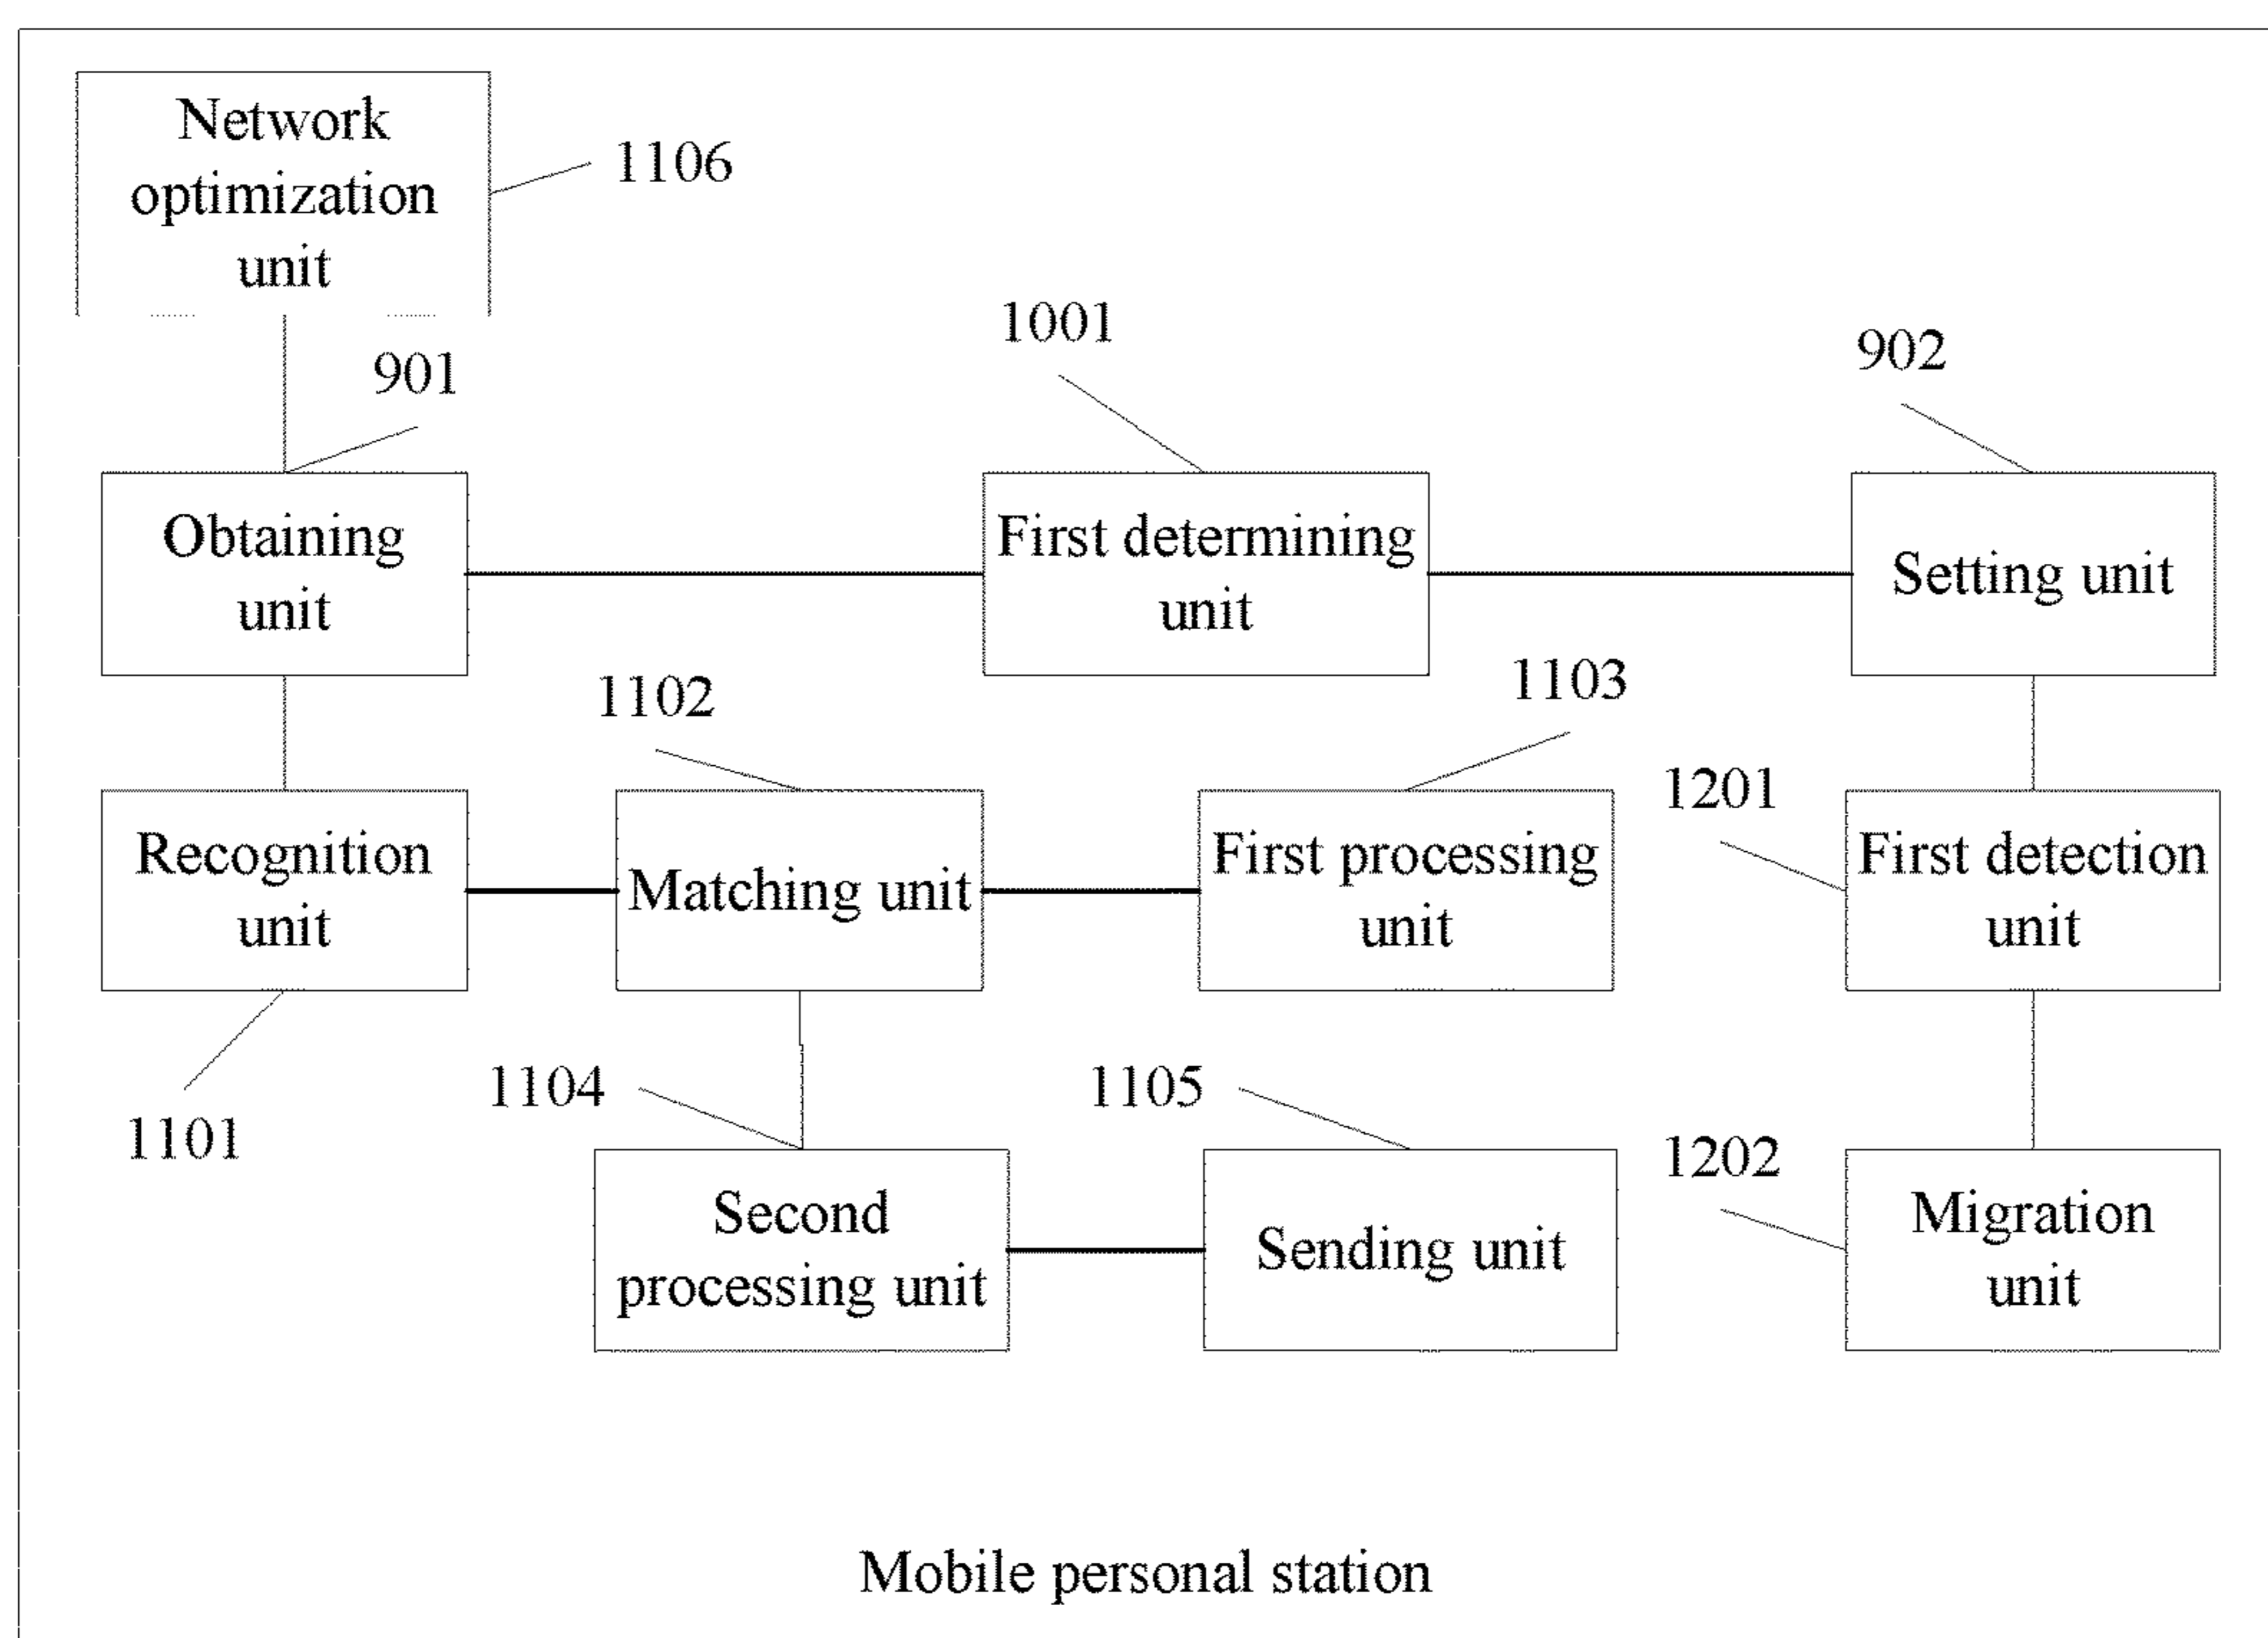 Network
optimization
unit
1106
901
1001
902
Obtaining
unit
First determining
unit
Setting unit
1102
1103
1201
Recognition
unit
Matching unit
First processing
unit
First detection
unit
1101
1104
1105
1202
Second
processing unit
Sending unit
Migration
unit
Mobile personal station